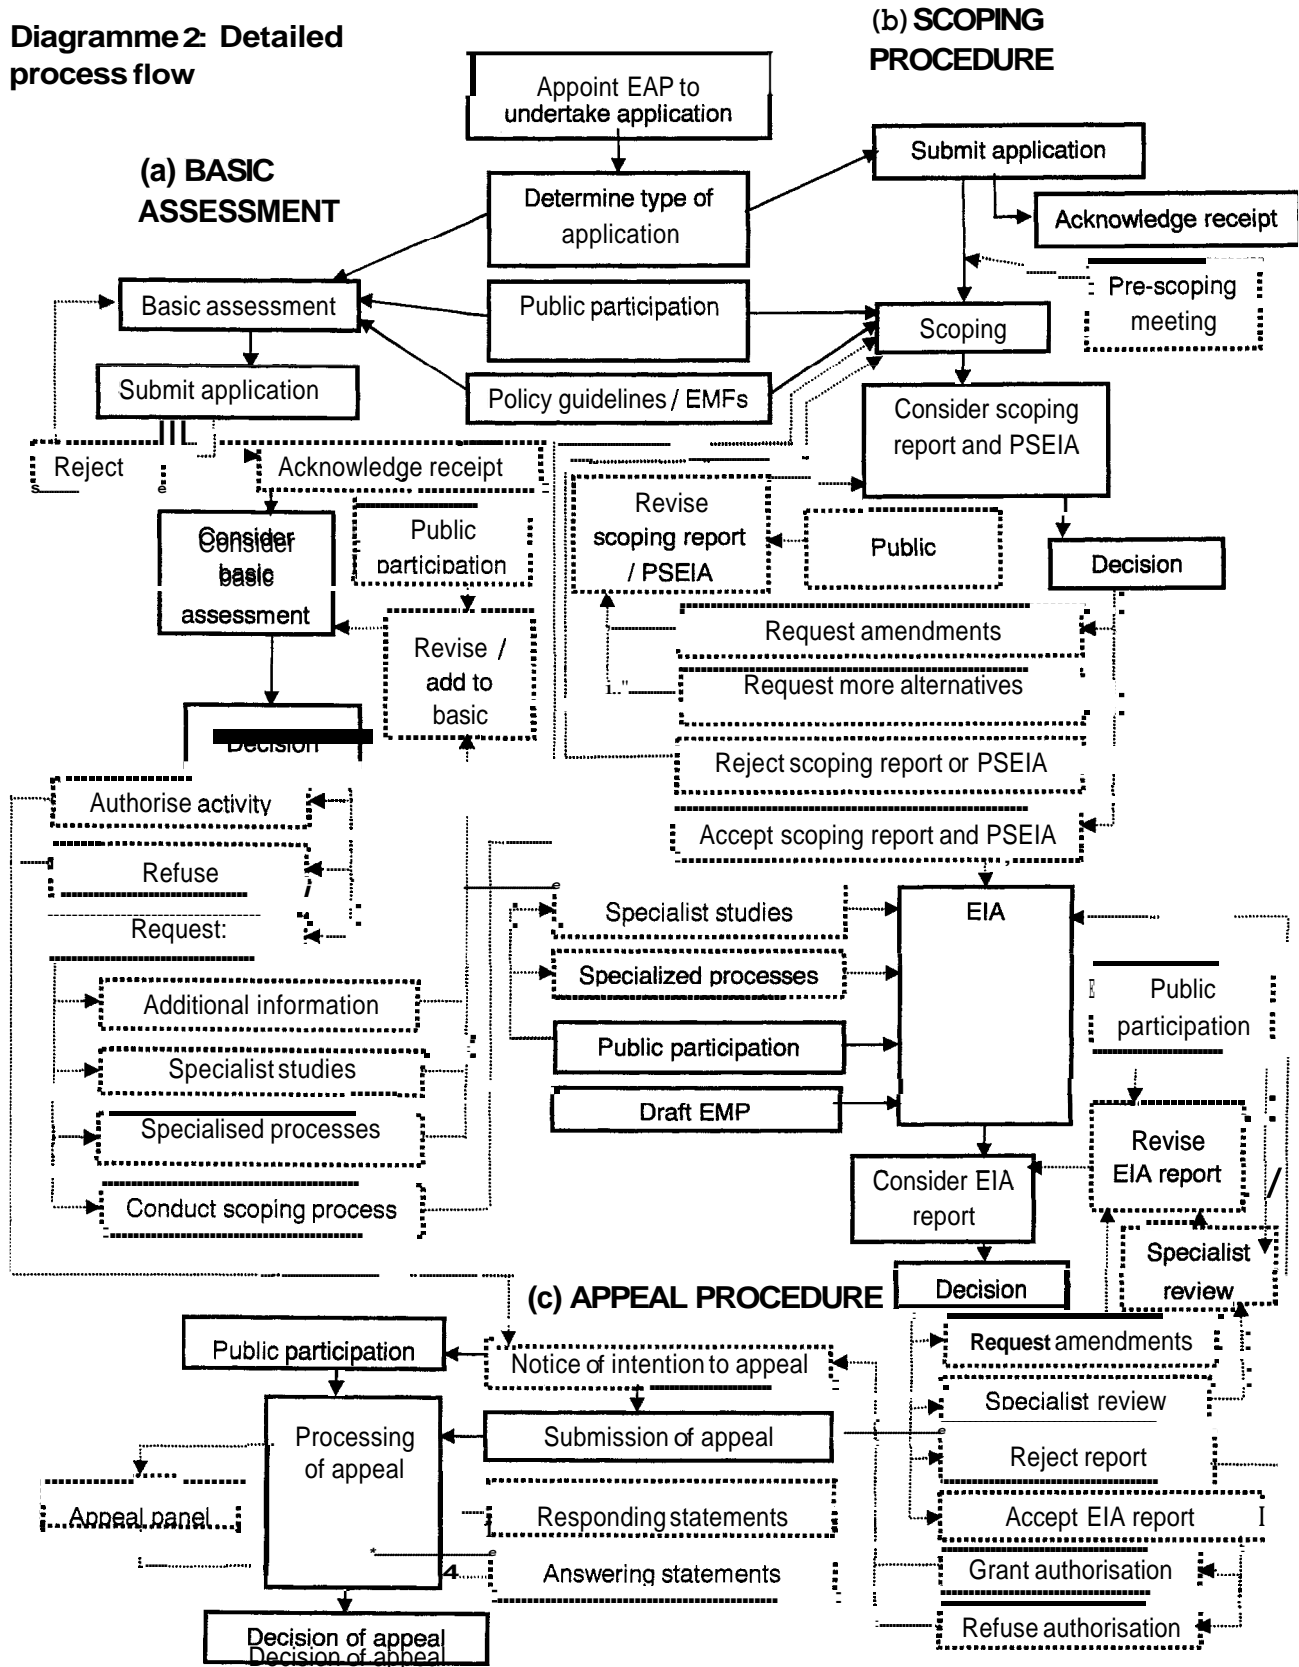 Diagramme 2: Detailed
process flow
(b) SCOPING
PROCEDURE
Appoint EAP to
undertake application
Submit application
(a) BASIC
ASSESSMENT
Determine type of
application
Acknowledge receipt
Pre-scoping
meeting
Basic assessment
Public participation
Scoping
Submit application
Policy guidelines / EMFs
Consider scoping
report and PSEIA
Reject
Acknowledge receipt
Revise
scoping report
/ PSEIA
Public
Decision
Consider
basic
assessment
Public
participation
Revise /
add to
basic
Request amendments
Request more alternatives
Decision
Reject scoping report or PSEIA
Authorise activity
Accept scoping report and PSEIA
Refuse
Request:
Specialist studies
EIA
Specialized processes
Public
participation
Additional information
Public participation
Specialist studies
Draft EMP
Specialised processes
Revise
EIA report
Conduct scoping process
Consider EIA
report
Specialist
review
Decision
(c) APPEAL PROCEDURE
Public participation
Notice of intention to appeal
Request amendments
Specialist review
Processing
of appeal
Submission of appeal
Reject report
Appeal panel
Responding statements
Accept EIA report
Answering statements
Grant authorisation
Refuse authorisation
Decision of appeal